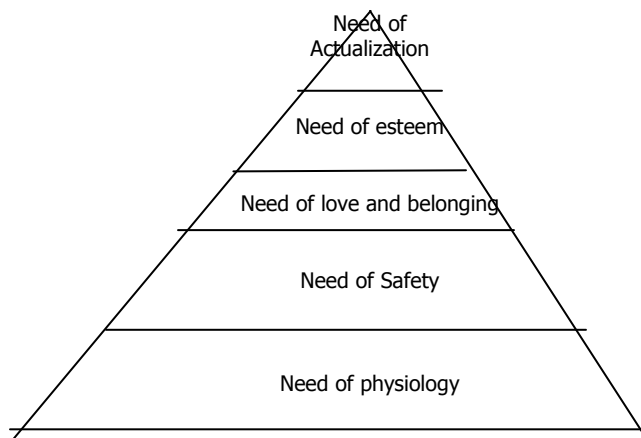 Need of
Actualization
Need of esteem
Need of love and belonging
Need of Safety
Need of physiology